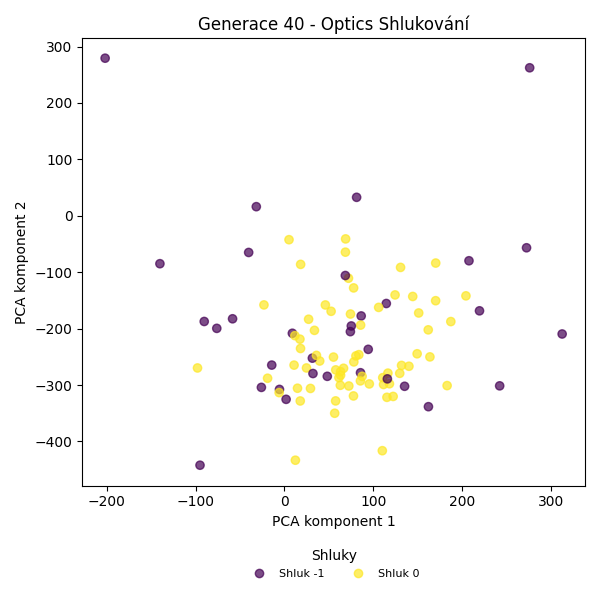 Generace 40 - Optics Shlukování
300
200
100
0
−100
−200
−300
−400
PCA komponent 2
−200 −100 0 100 200 300
PCA komponent 1
Shluky
Shluk -1 Shluk 0